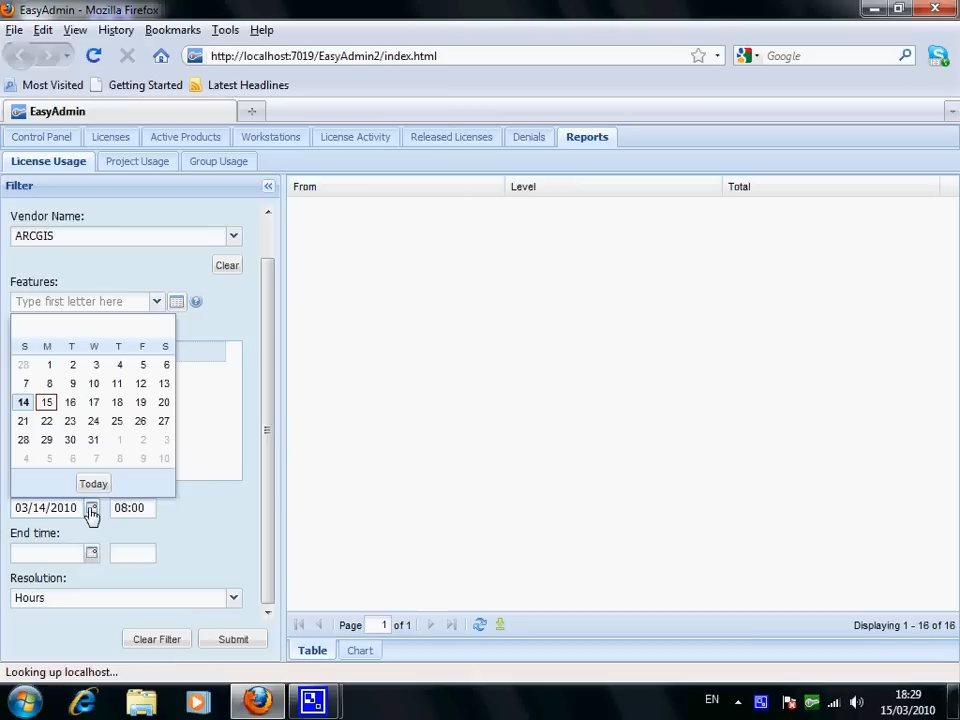 EasyAdmin - Mozilla Firefox
File Edit View History Bookmarks Tools Help
http://localhost:7019/EasyAdmin2/index.html Google
Most Visited Getting Started Latest Headlines
EasyAdmin
Control Panel Licenses Active Products Workstations License Activity Released Licenses Denials Reports
License Usage Project Usage Group Usage
Filter From Level Total
Vendor Name:
ARCGIS
Clear
Features:
Type first letter here
S M T W T F S
28 1 2 3 4 5 6
7 8 9 10 11 12 13
14 15 16 17 18 19 20
21 22 23 24 25 26 27
28 29 30 31 1 2 3
4 5 6 7 8 9 10
Today
03/14/2010 08:00
End time:
Resolution:
Hours
Page 1 of 1 Displaying 1 - 16 of 16
Clear Filter Submit
Table Chart
Looking up localhost...
EN 18:29
15/03/2010